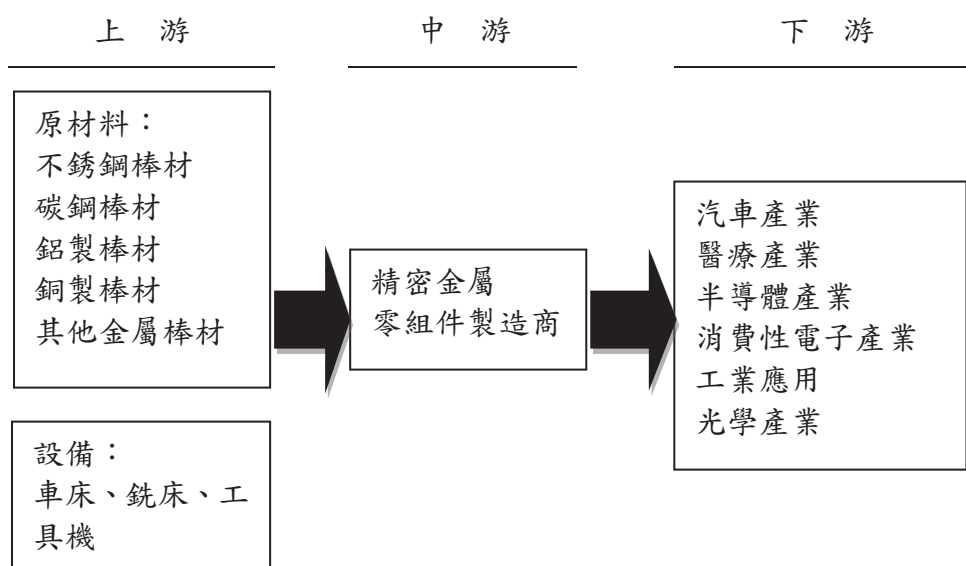 上 游
中 游
下 游
原材料：
不銹鋼棒材
碳鋼棒材
鋁製棒材
銅製棒材
其他金屬棒材
設備：
車床、銑床、工
具機
精密金屬
零組件製造商
汽車產業
醫療產業
半導體產業
消費性電子產業
工業應用
光學產業